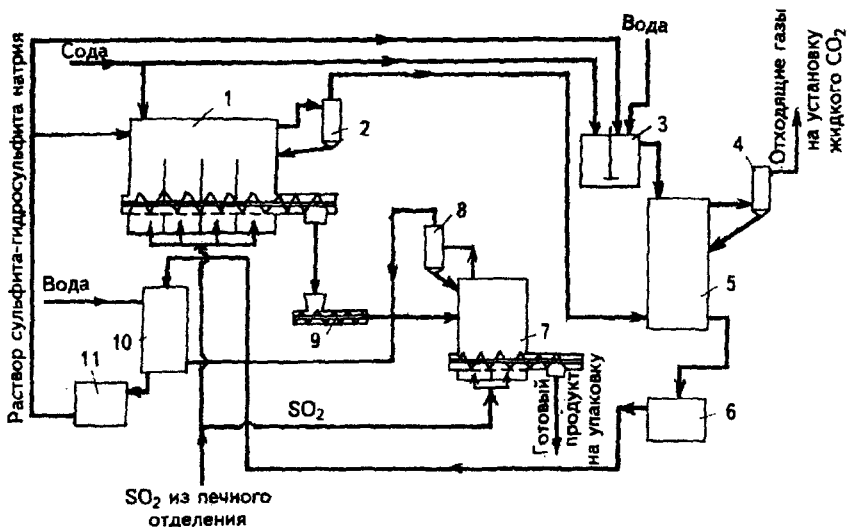 Вода
Сода
Раствор сульфита-гидросульфита натрия
Отходящие газы
на установку
жидкого CO₂
1
2
3
4
8
5
Вода
10
9
7
11
SO₂
Готовый
продукт
на упаковку
6
SO₂ из печного
отделения